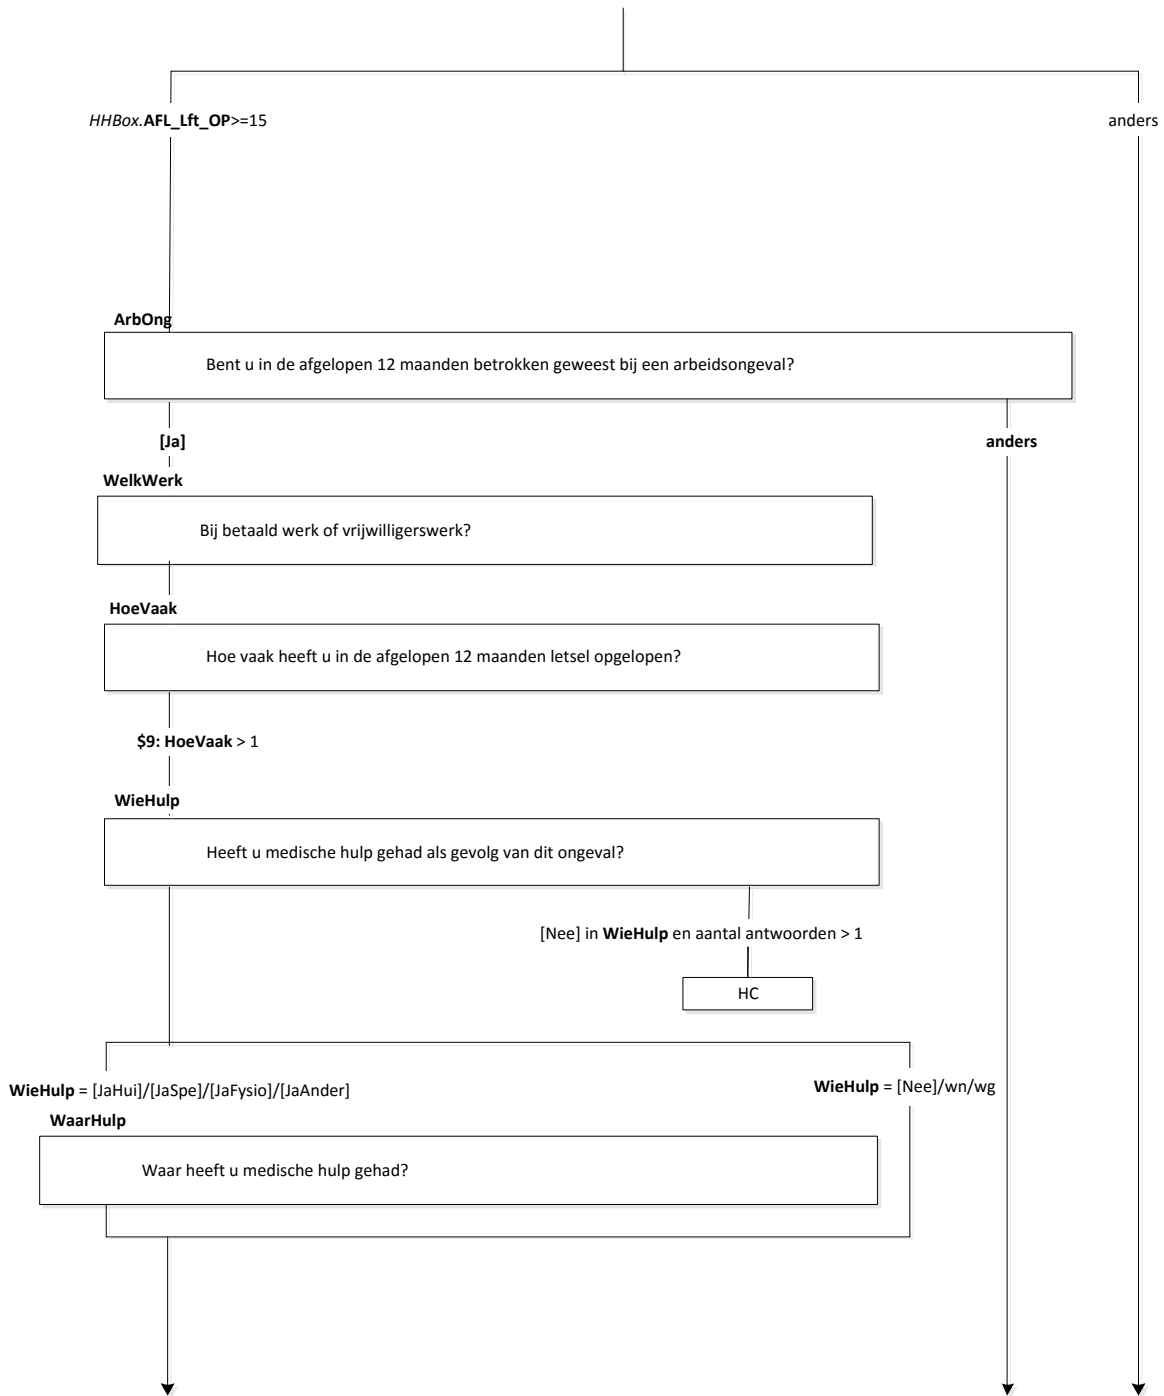 HHBox.AFL_Lft_OP>=15
anders
ArbOng
Bent u in de afgelopen 12 maanden betrokken geweest bij een arbeidsongeval?
[Ja]
anders
WelkWerk
Bij betaald werk of vrijwilligerswerk?
HoeVaak
Hoe vaak heeft u in de afgelopen 12 maanden letsel opgelopen?
$9: HoeVaak > 1
WieHulp
Heeft u medische hulp gehad als gevolg van dit ongeval?
[Nee] in WieHulp en aantal antwoorden > 1
HC
WieHulp = [JaHui]/[JaSpe]/[JaFysio]/[JaAnder]
WieHulp = [Nee]/wn/wg
WaarHulp
Waar heeft u medische hulp gehad?